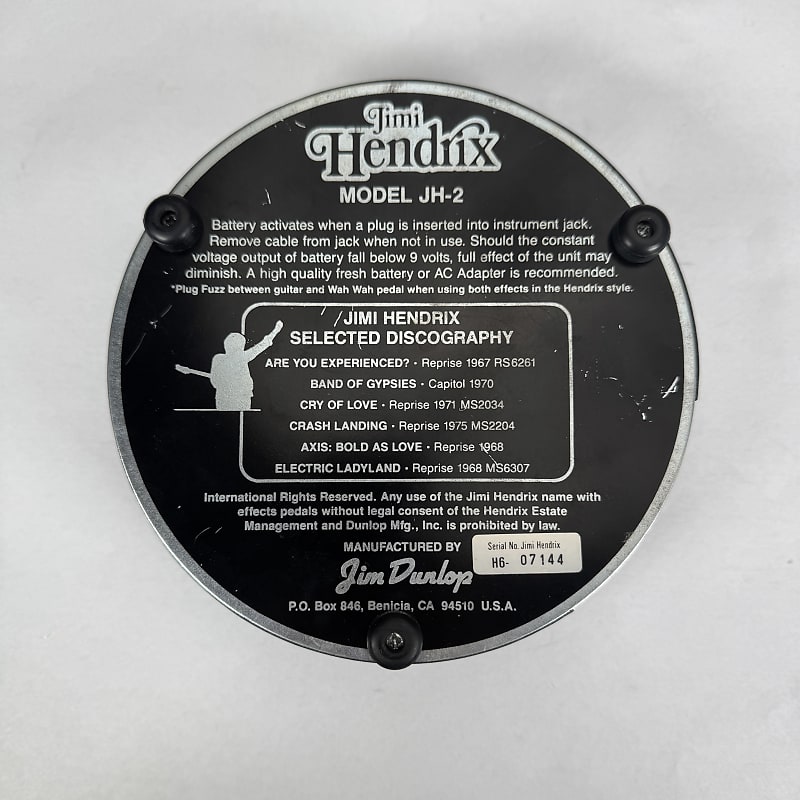 Jimi
Hendrix
MODEL JH-2
Battery activates when a plug is inserted into instrument jack.
Remove cable from jack when not in use. Should the constant
voltage output of battery fall below 9 volts, full effect of the unit may
diminish. A high quality fresh battery or AC Adapter is recommended.
*Plug Fuzz between guitar and Wah Wah pedal when using both effects in the Hendrix style.
JIMI HENDRIX
SELECTED DISCOGRAPHY
ARE YOU EXPERIENCED? · Reprise 1967 RS6261
BAND OF GYPSIES · Capitol 1970
CRY OF LOVE · Reprise 1971 MS2034
CRASH LANDING · Reprise 1975 MS2204
AXIS: BOLD AS LOVE · Reprise 1968
ELECTRIC LADYLAND · Reprise 1968 MS6307
International Rights Reserved. Any use of the Jimi Hendrix name with
effects pedals without legal consent of the Hendrix Estate
Management and Dunlop Mfg., Inc. is prohibited by law.
MANUFACTURED BY
Jim Dunlop
Serial No. Jimi Hendrix
H6- 07144
P.O. Box 846, Benicia, CA 94510 U.S.A.